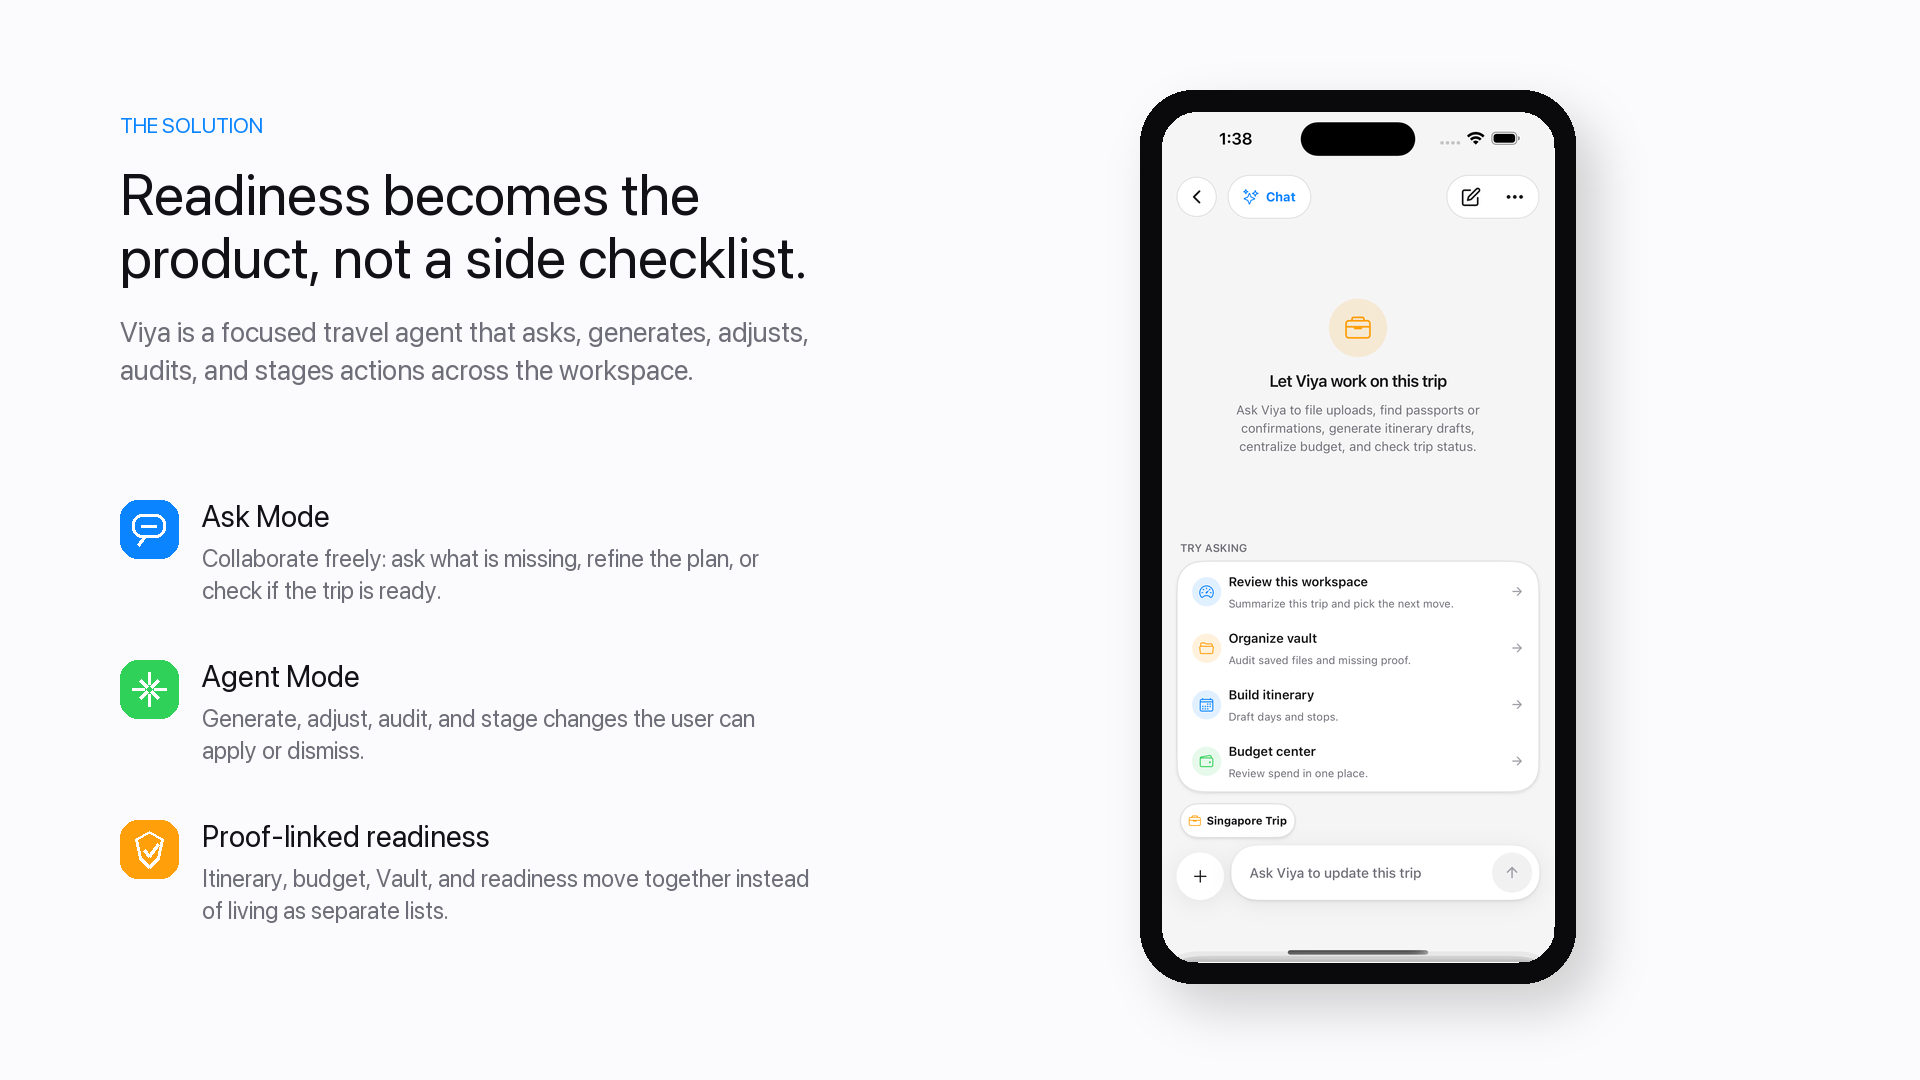 THE SOLUTION
Readiness becomes the
product, not a side checklist.
Viya is a focused travel agent that asks, generates, adjusts,
audits, and stages actions across the workspace.
Ask Mode
Collaborate freely: ask what is missing, refine the plan, or
check if the trip is ready.
Agent Mode
Generate, adjust, audit, and stage changes the user can
apply or dismiss.
Proof-linked readiness
Itinerary, budget, Vault, and readiness move together instead
of living as separate lists.
1:38
Chat
Let Viya work on this trip
Ask Viya to file uploads, find passports or
confirmations, generate itinerary drafts,
centralize budget, and check trip status.
TRY ASKING
Review this workspace
Summarize this trip and pick the next move.
Organize vault
Audit saved files and missing proof.
Build itinerary
Draft days and stops.
Budget center
Review spend in one place.
Singapore Trip
Ask Viya to update this trip